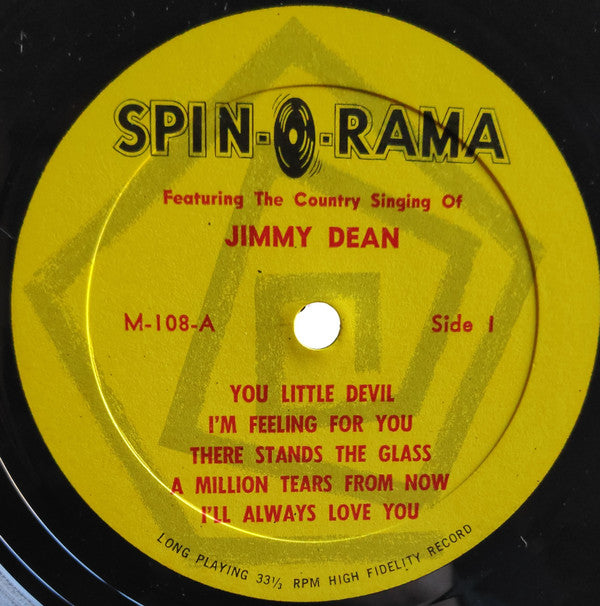 SPIN-O-RAMA
Featuring The Country Singing Of
JIMMY DEAN
M-108-A Side 1
YOU LITTLE DEVIL
I'M FEELING FOR YOU
THERE STANDS THE GLASS
A MILLION TEARS FROM NOW
I'LL ALWAYS LOVE YOU
LONG PLAYING 33⅓ RPM HIGH FIDELITY RECORD